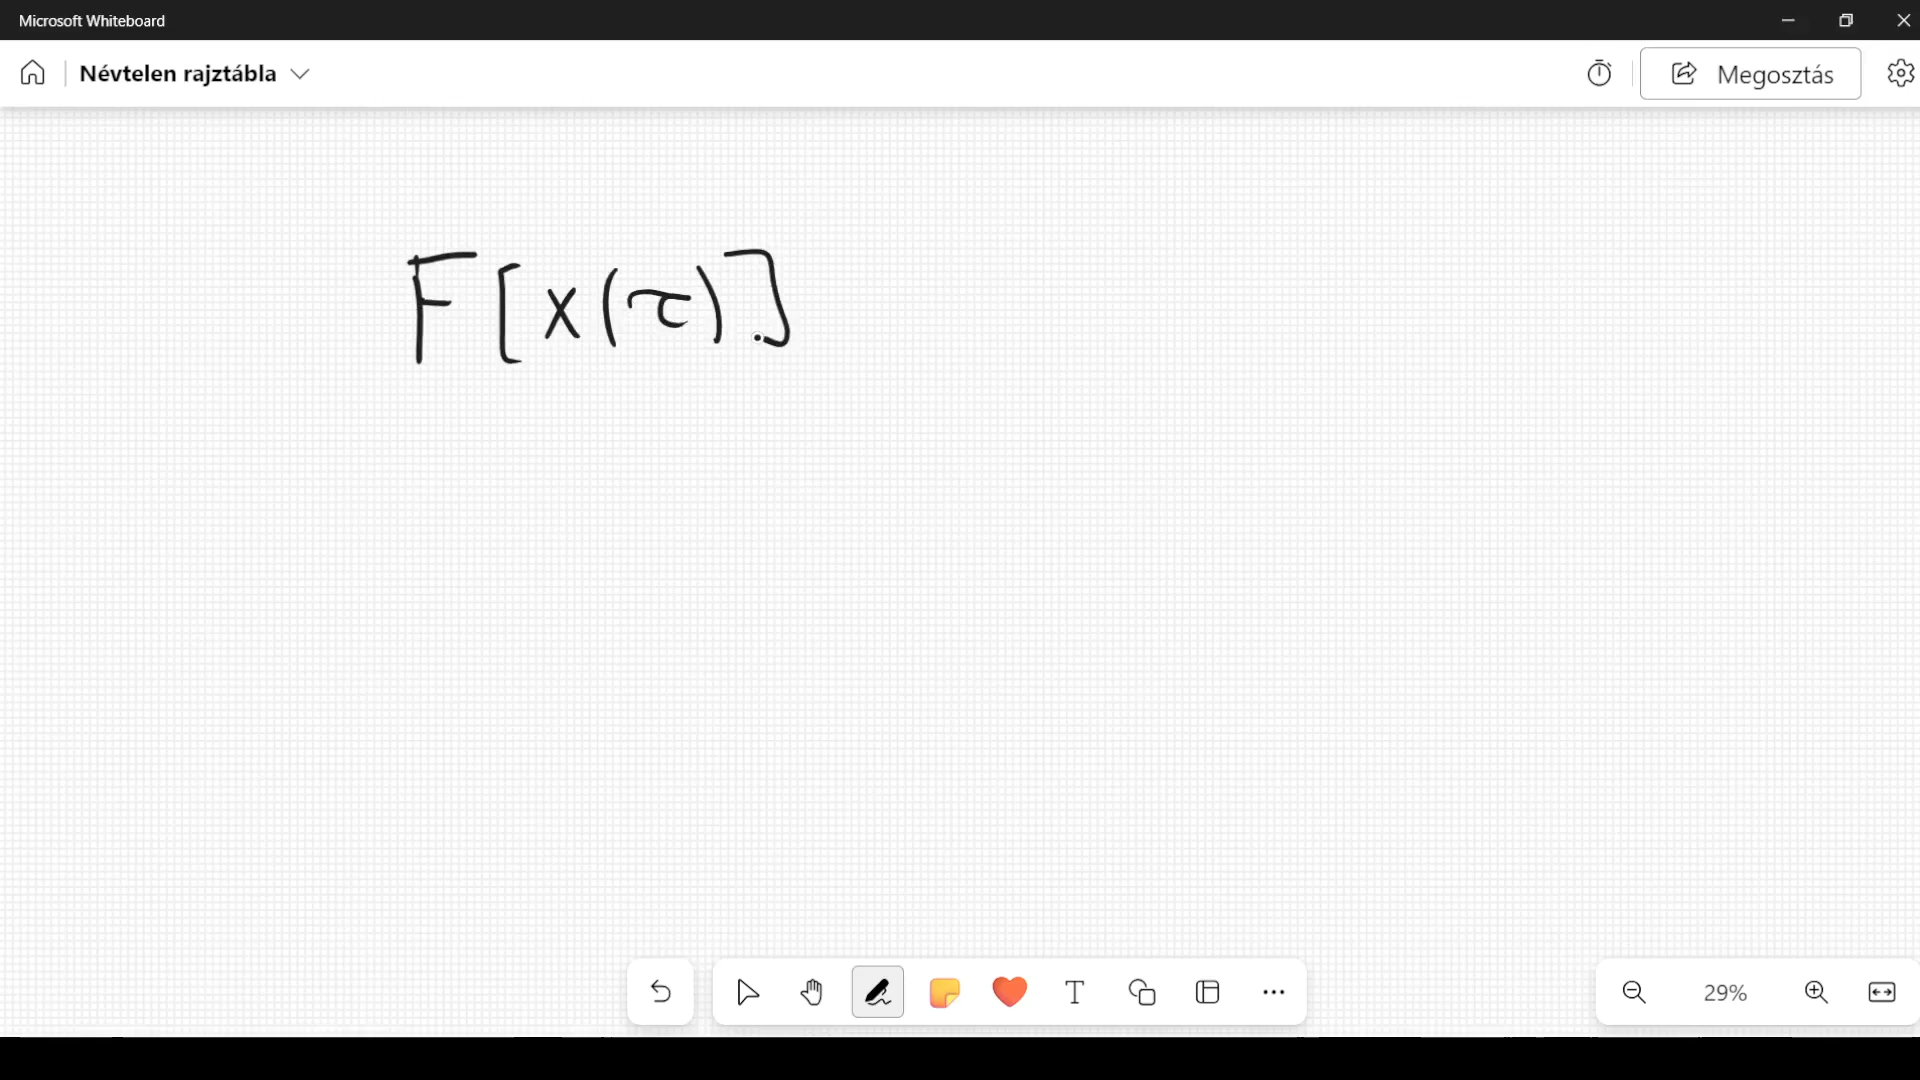 Microsoft Whiteboard
Névtelen rajztábla
Megosztás
F[x(τ)]
29%